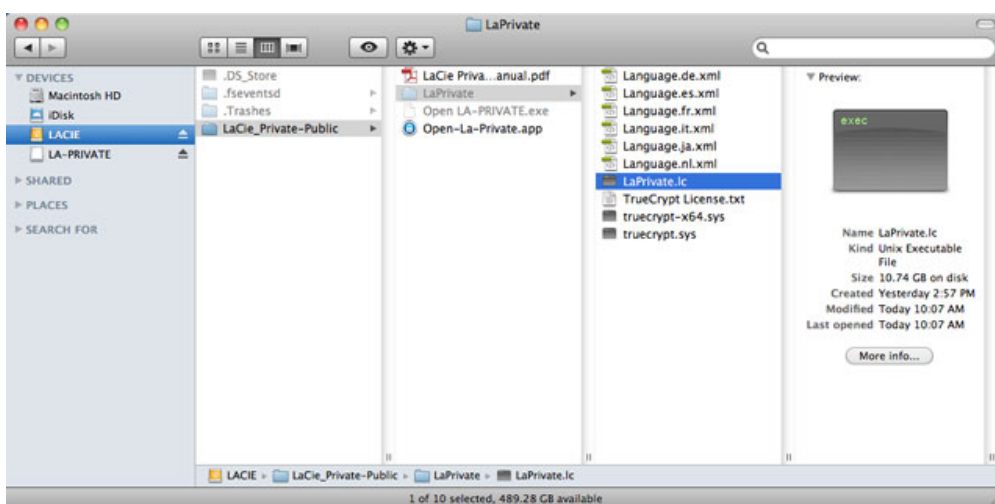 LaPrivate
DEVICES
Macintosh HD
iDisk
LACIE
LA-PRIVATE
SHARED
PLACES
SEARCH FOR
.DS_Store
.fseventsd
.Trashes
LaCie_Private-Public
LaCie Priva...anual.pdf
LaPrivate
Open LA-PRIVATE.exe
Open-La-Private.app
Language.de.xml
Language.es.xml
Language.fr.xml
Language.it.xml
Language.ja.xml
Language.nl.xml
LaPrivate.lc
TrueCrypt License.txt
truecrypt-x64.sys
truecrypt.sys
Preview:
exec
Name LaPrivate.lc
Kind Unix Executable
File
Size 10.74 GB on disk
Created Yesterday 2:57 PM
Modified Today 10:07 AM
Last opened Today 10:07 AM
More info...
LACIE ▸ LaCie_Private-Public ▸ LaPrivate ▸ LaPrivate.lc
1 of 10 selected, 489.28 GB available